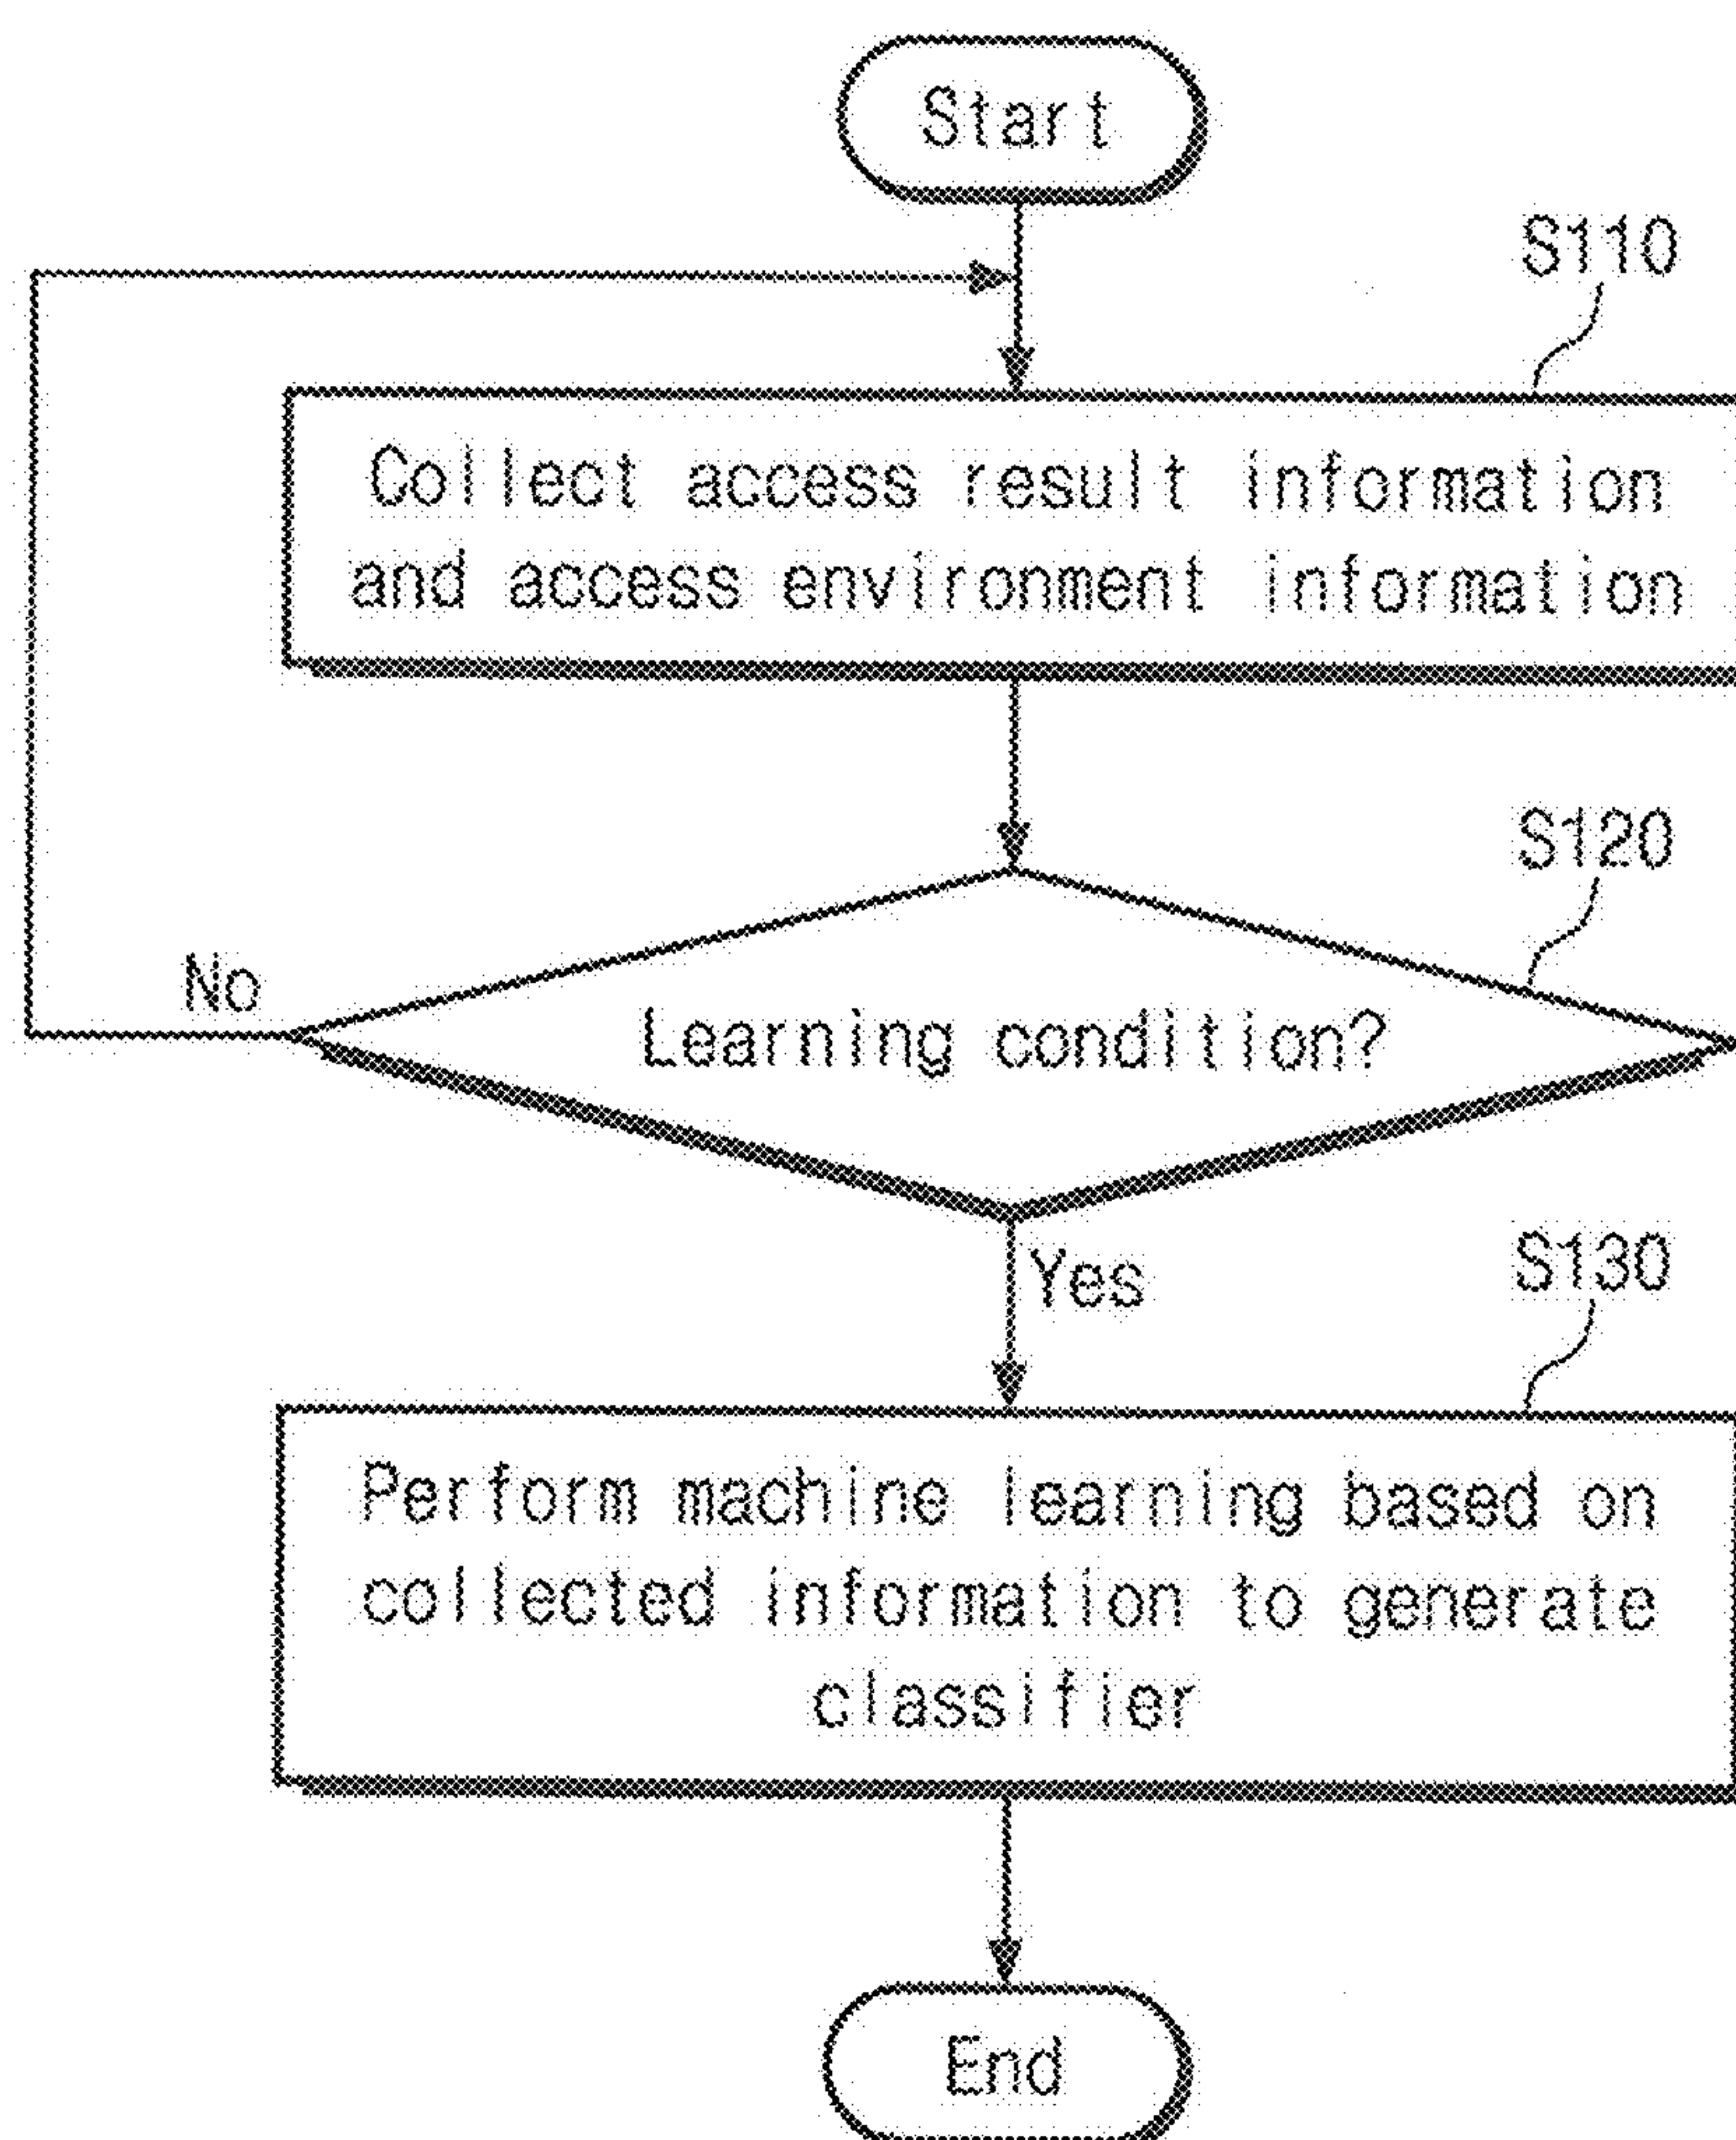 Start
S110
Collect access result information
and access environment information
S120
No
Learning condition?
Yes
S130
Perform machine learning based on
collected information to generate
classifier
End